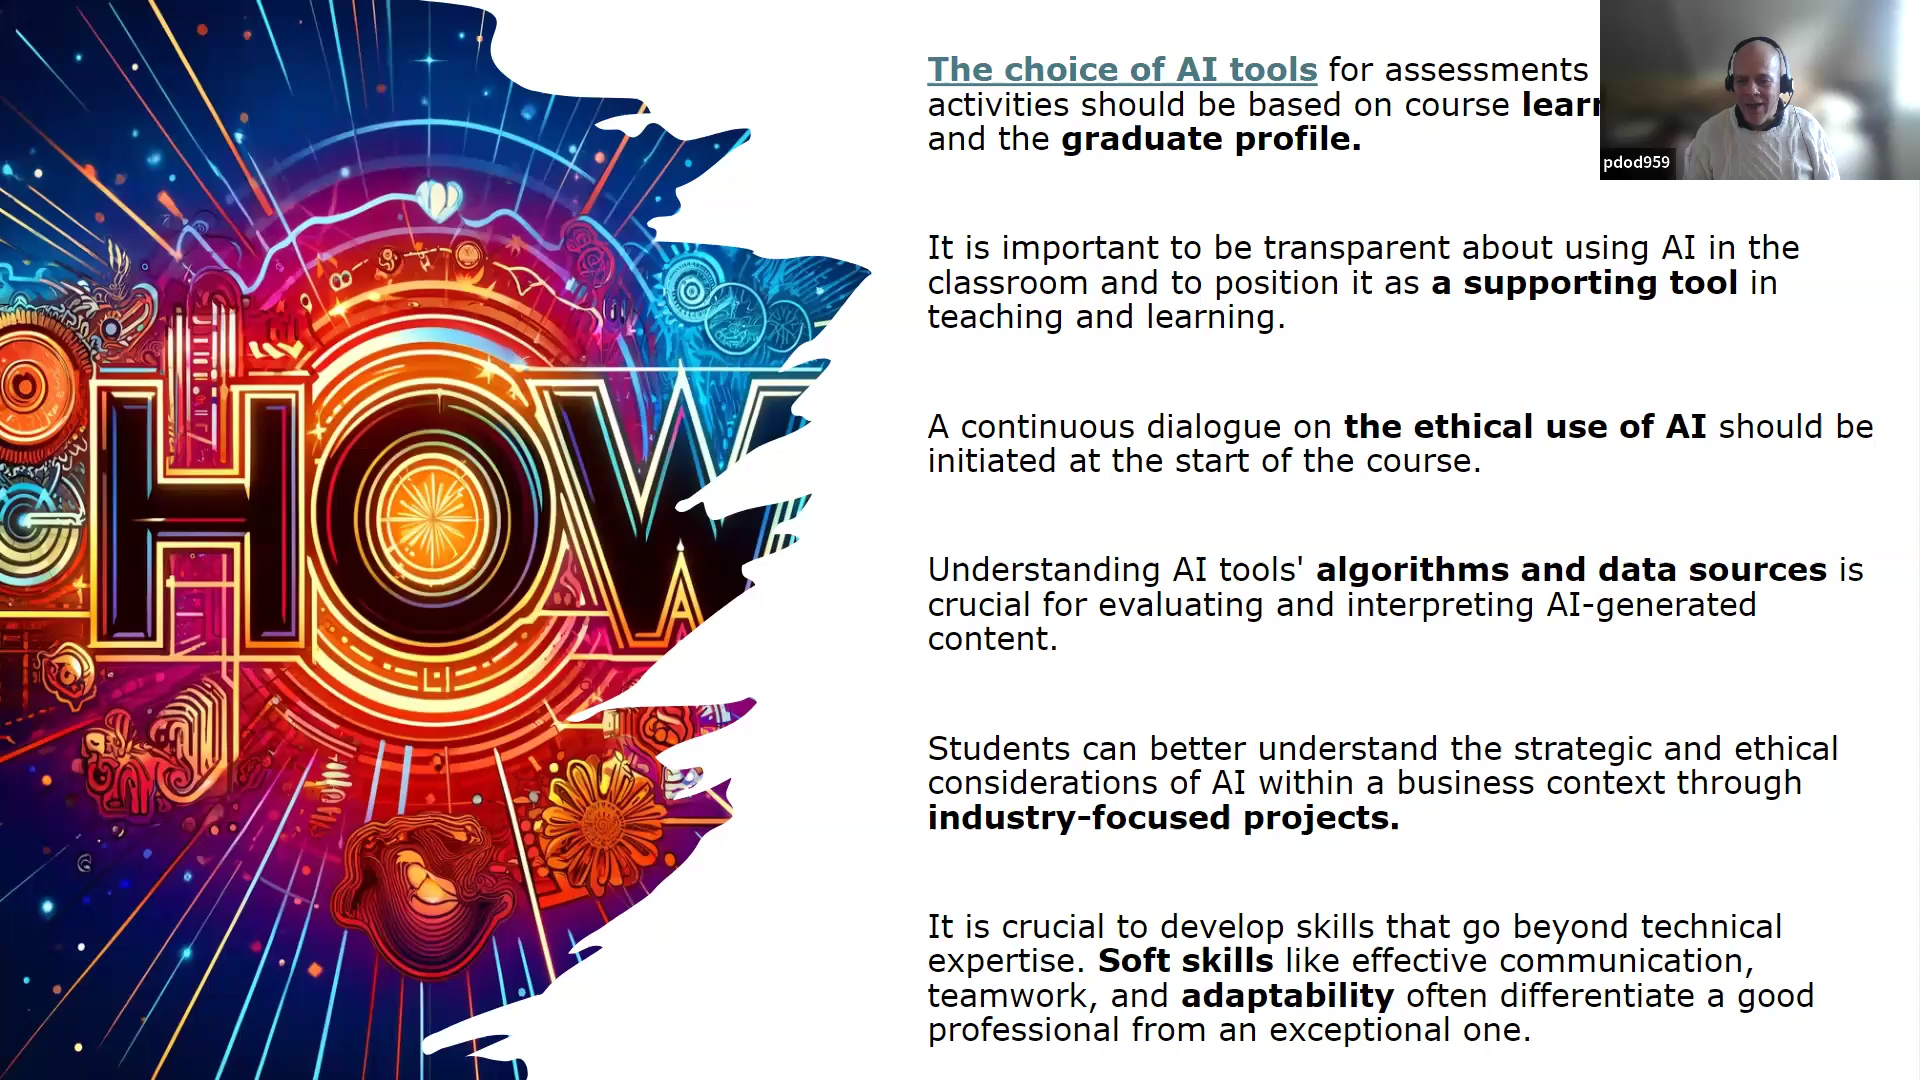 HOW
The choice of AI tools for assessments
activities should be based on course
and the graduate profile.
pdod959
It is important to be transparent about using AI in the
classroom and to position it as a supporting tool in
teaching and learning.
A continuous dialogue on the ethical use of AI should be
initiated at the start of the course.
Understanding AI tools' algorithms and data sources is
crucial for evaluating and interpreting AI-generated
content.
Students can better understand the strategic and ethical
considerations of AI within a business context through
industry-focused projects.
It is crucial to develop skills that go beyond technical
expertise. Soft skills like effective communication,
teamwork, and adaptability often differentiate a good
professional from an exceptional one.